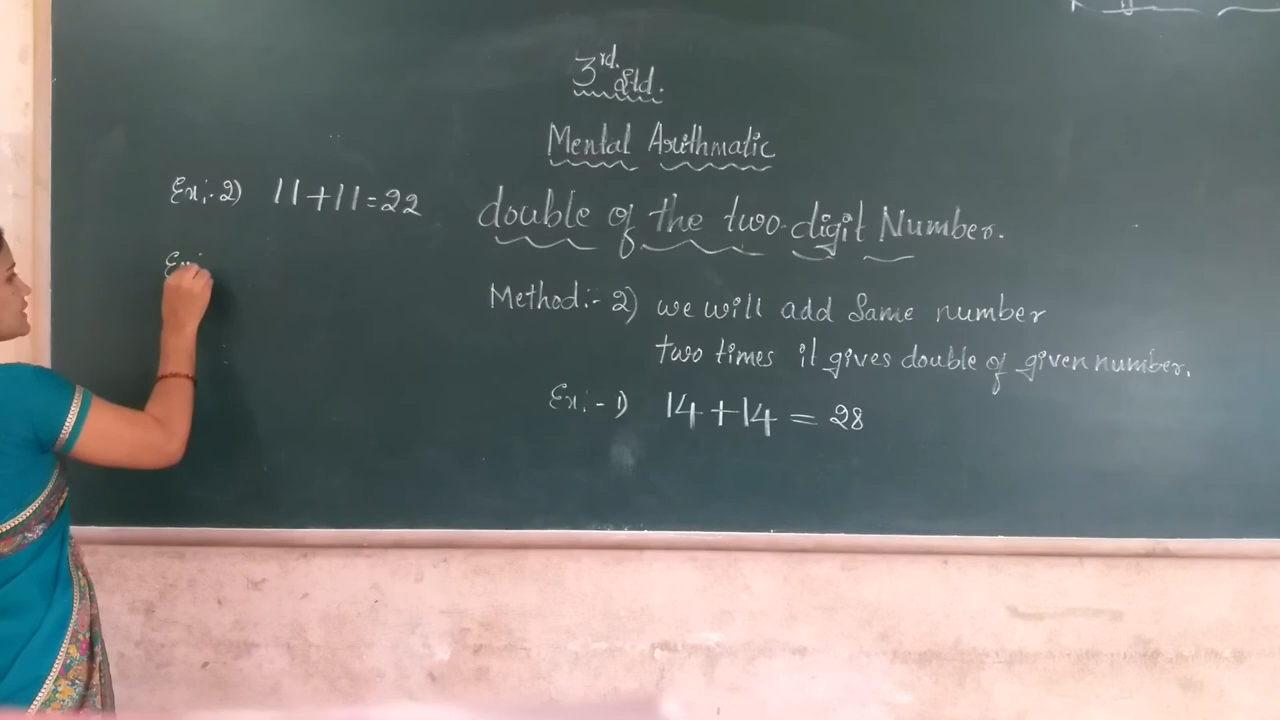 3rd. Std.
Mental Arithmatic
double of the two-digit Number.
Method:- 2) we will add Same number
two times it gives double of given number.
Ex:- 1) 14+14 = 28
Ex:- 2) 11+11=22
Ex: